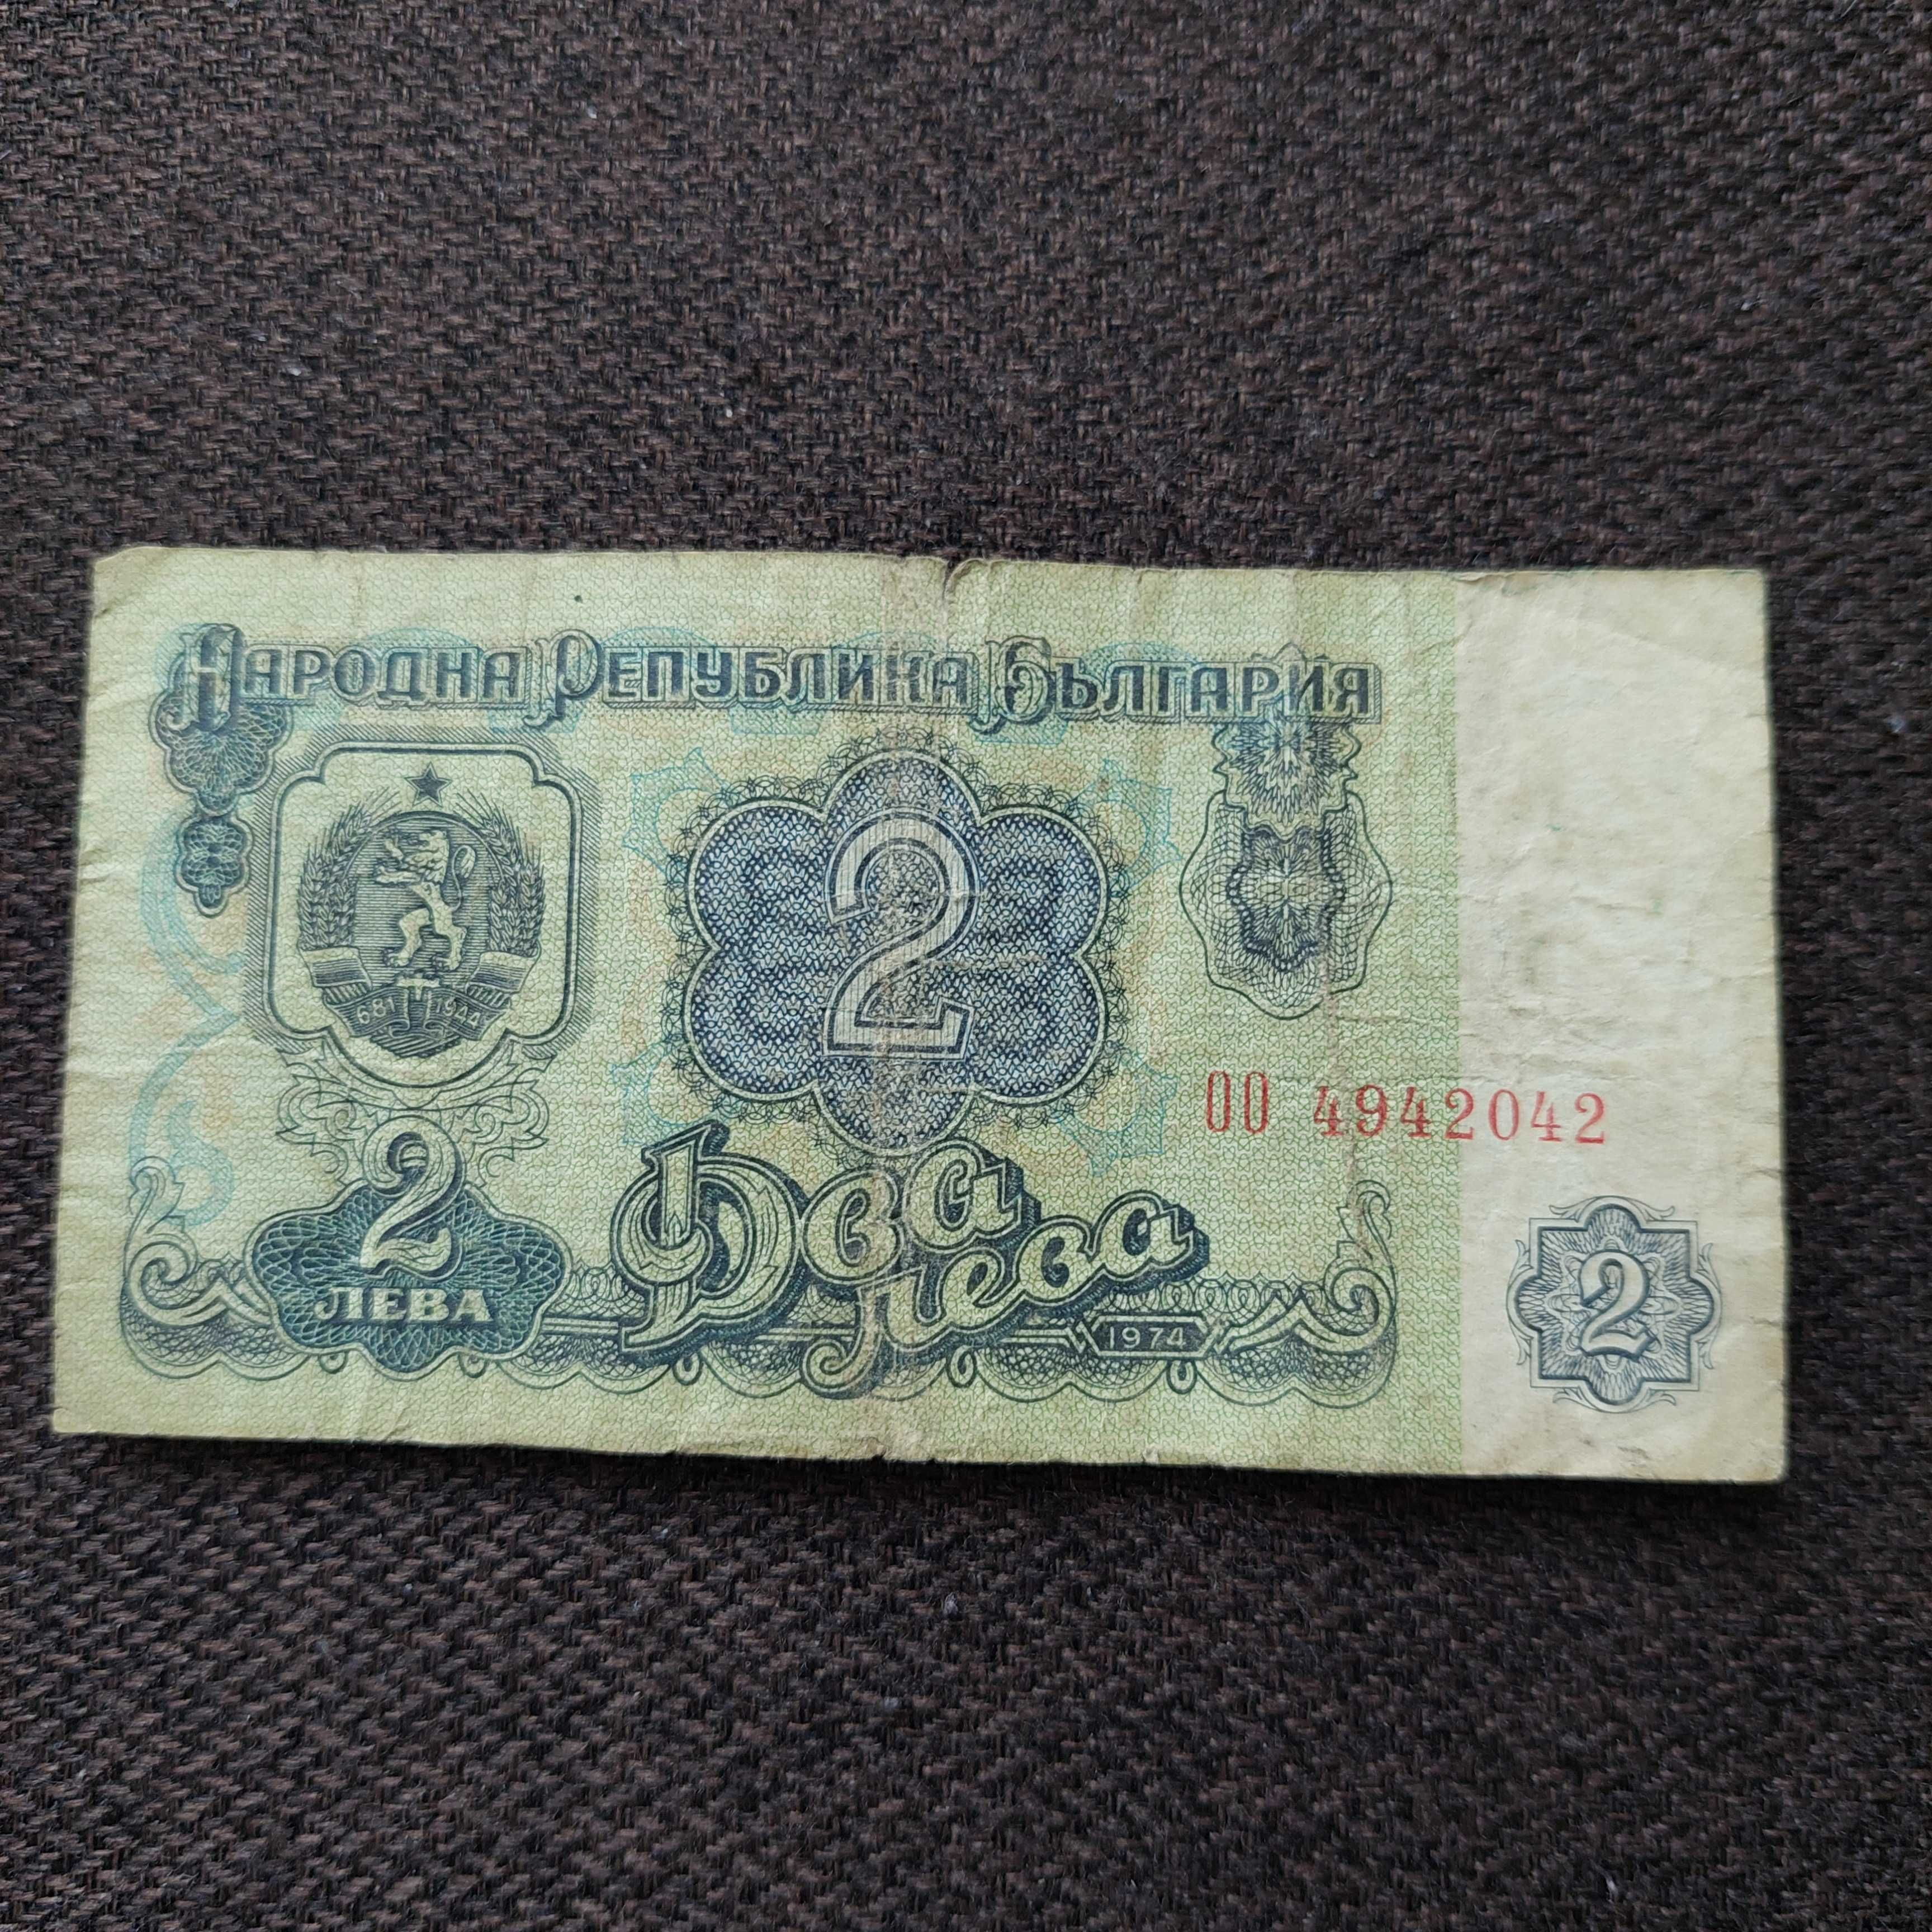 Народна Република България
681 1944
2
ОО 4942042
2
ЛЕВА
Два
лева
1974
2